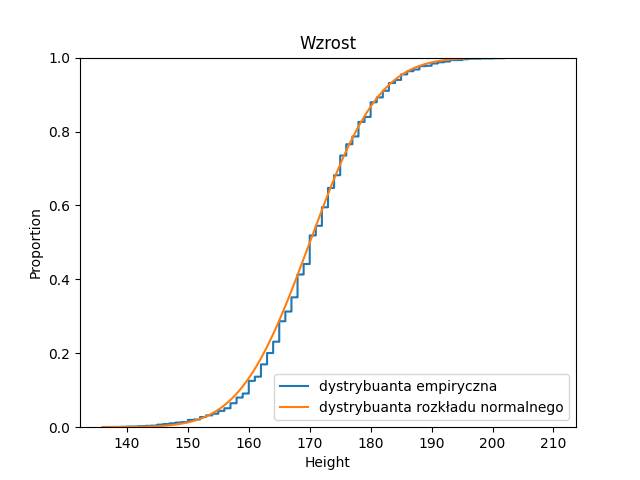 Wzrost
1.0
0.8
0.6
0.4
0.2
0.0
Proportion
dystrybuanta empiryczna
dystrybuanta rozkładu normalnego
140 150 160 170 180 190 200 210
Height